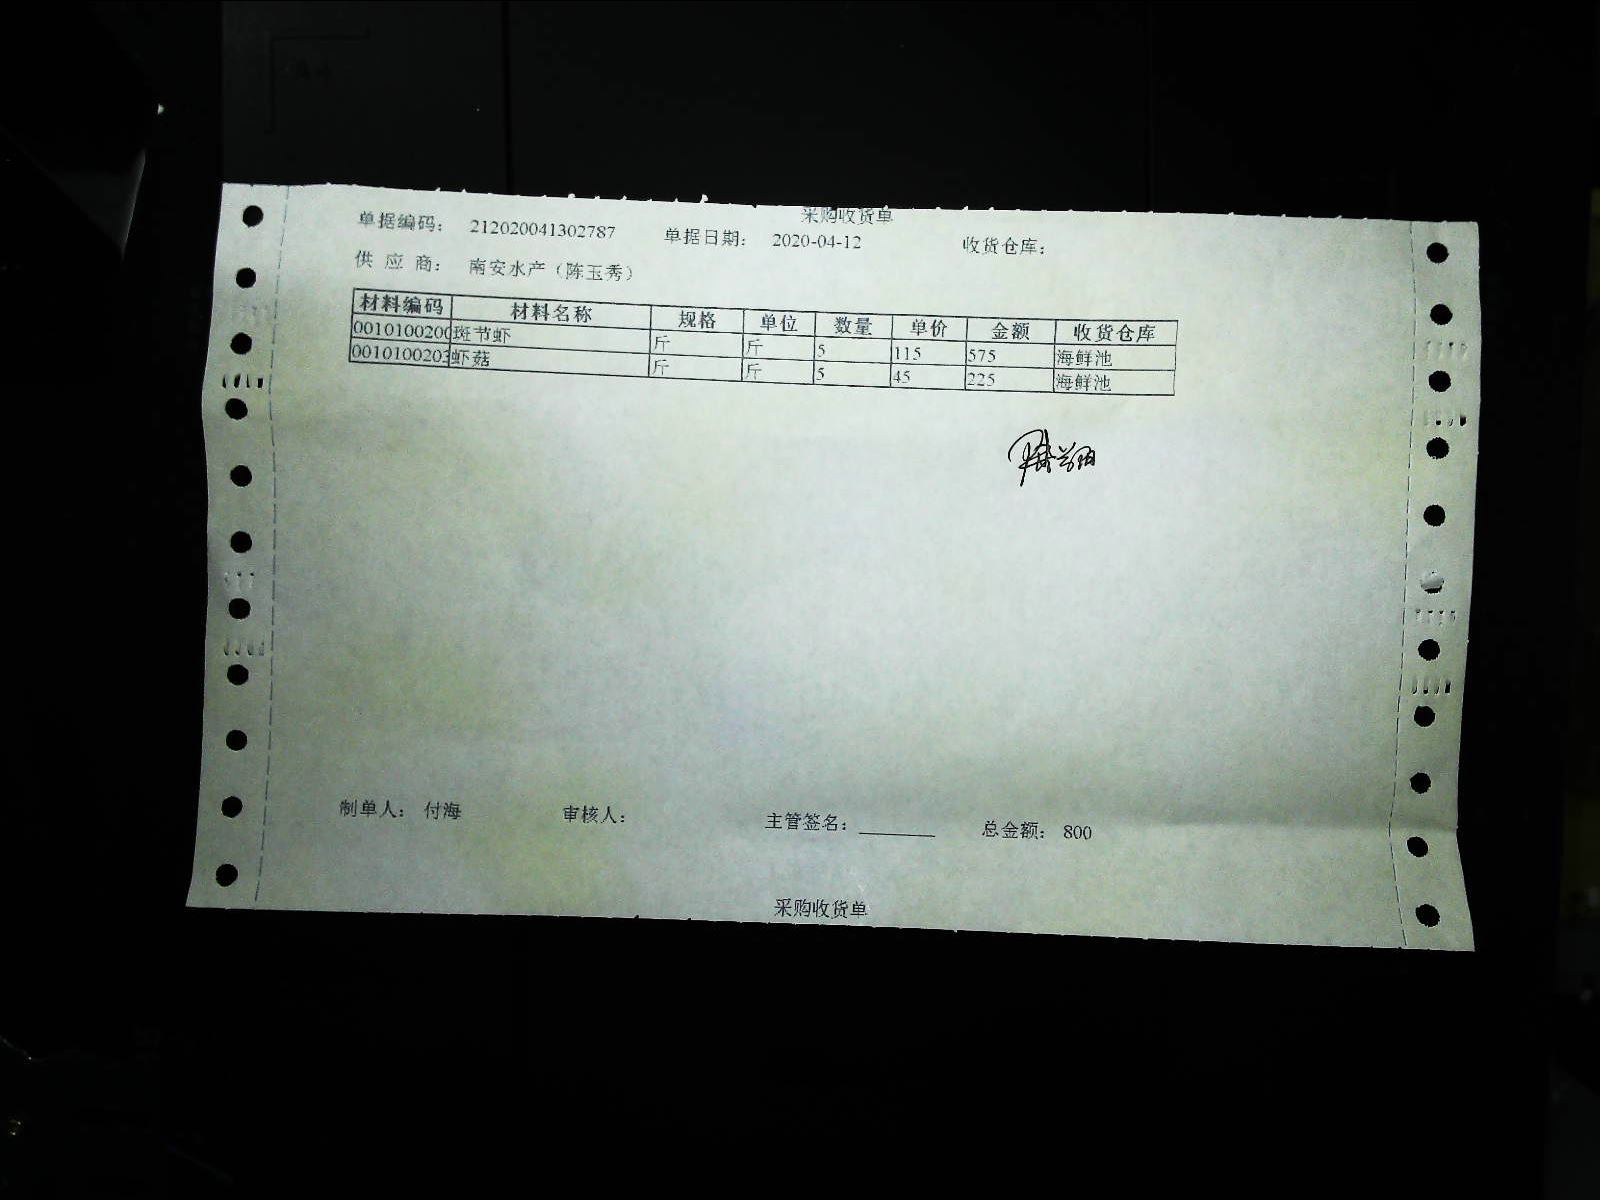 采购收货单
单据编码： 212020041302787 单据日期： 2020-04-12 收货仓库：
供 应 商： 南安水产（陈玉秀）
材料编码 材料名称 规格 单位 数量 单价 金额 收货仓库
0010100200 斑节虾 斤 斤 5 115 575 海鲜池
0010100203 虾菇 斤 斤 5 45 225 海鲜池
制单人： 付海 审核人： 主管签名： 总金额： 800
采购收货单